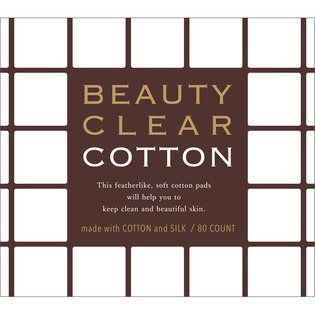 BEAUTY
CLEAR
COTTON
This featherlike, soft cotton pads
will help you to
keep clean and beautiful skin.
made with COTTON and SILK / 80 COUNT